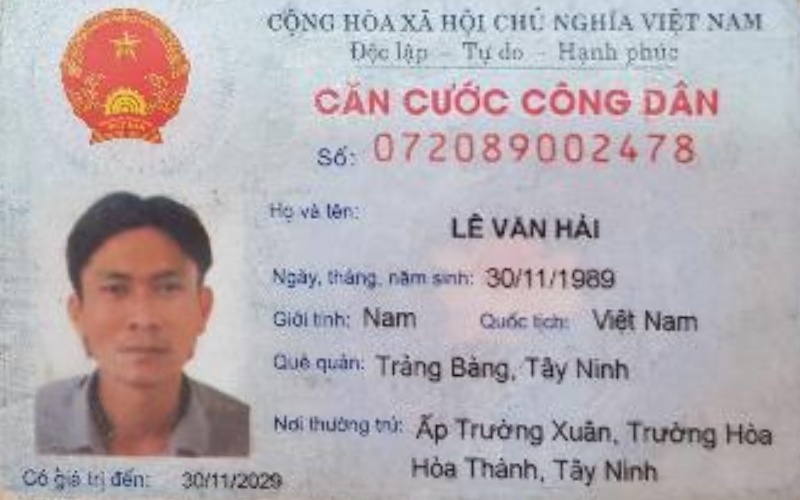 CỘNG HÒA XÃ HỘI CHỦ NGHĨA VIỆT NAM
Độc lập - Tự do - Hạnh phúc
CĂN CƯỚC CÔNG DÂN
Số: 072089002478
Họ và tên:
LÊ VĂN HẢI
Ngày, tháng, năm sinh: 30/11/1989
Giới tính: Nam Quốc tịch: Việt Nam
Quê quán: Trảng Bàng, Tây Ninh
Nơi thường trú: Ấp Trường Xuân, Trường Hòa
Hòa Thành, Tây Ninh
Có giá trị đến: 30/11/2029